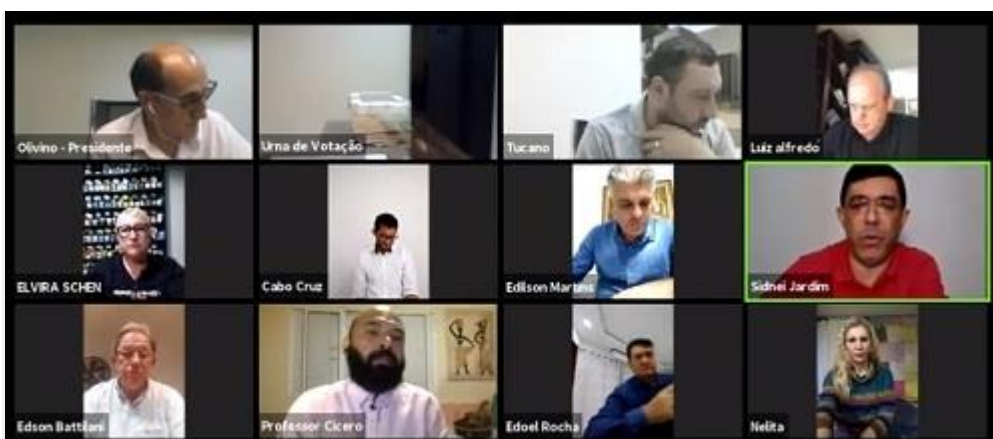 Olivino - Presidente
Urna de Votação
Tucano
Luiz alfredo
ELVIRA SCHEN
Cabo Cruz
Edilson Martins
Sidnei Jardim
Edson Battilani
Professor Cicero
Edoel Rocha
Nelita